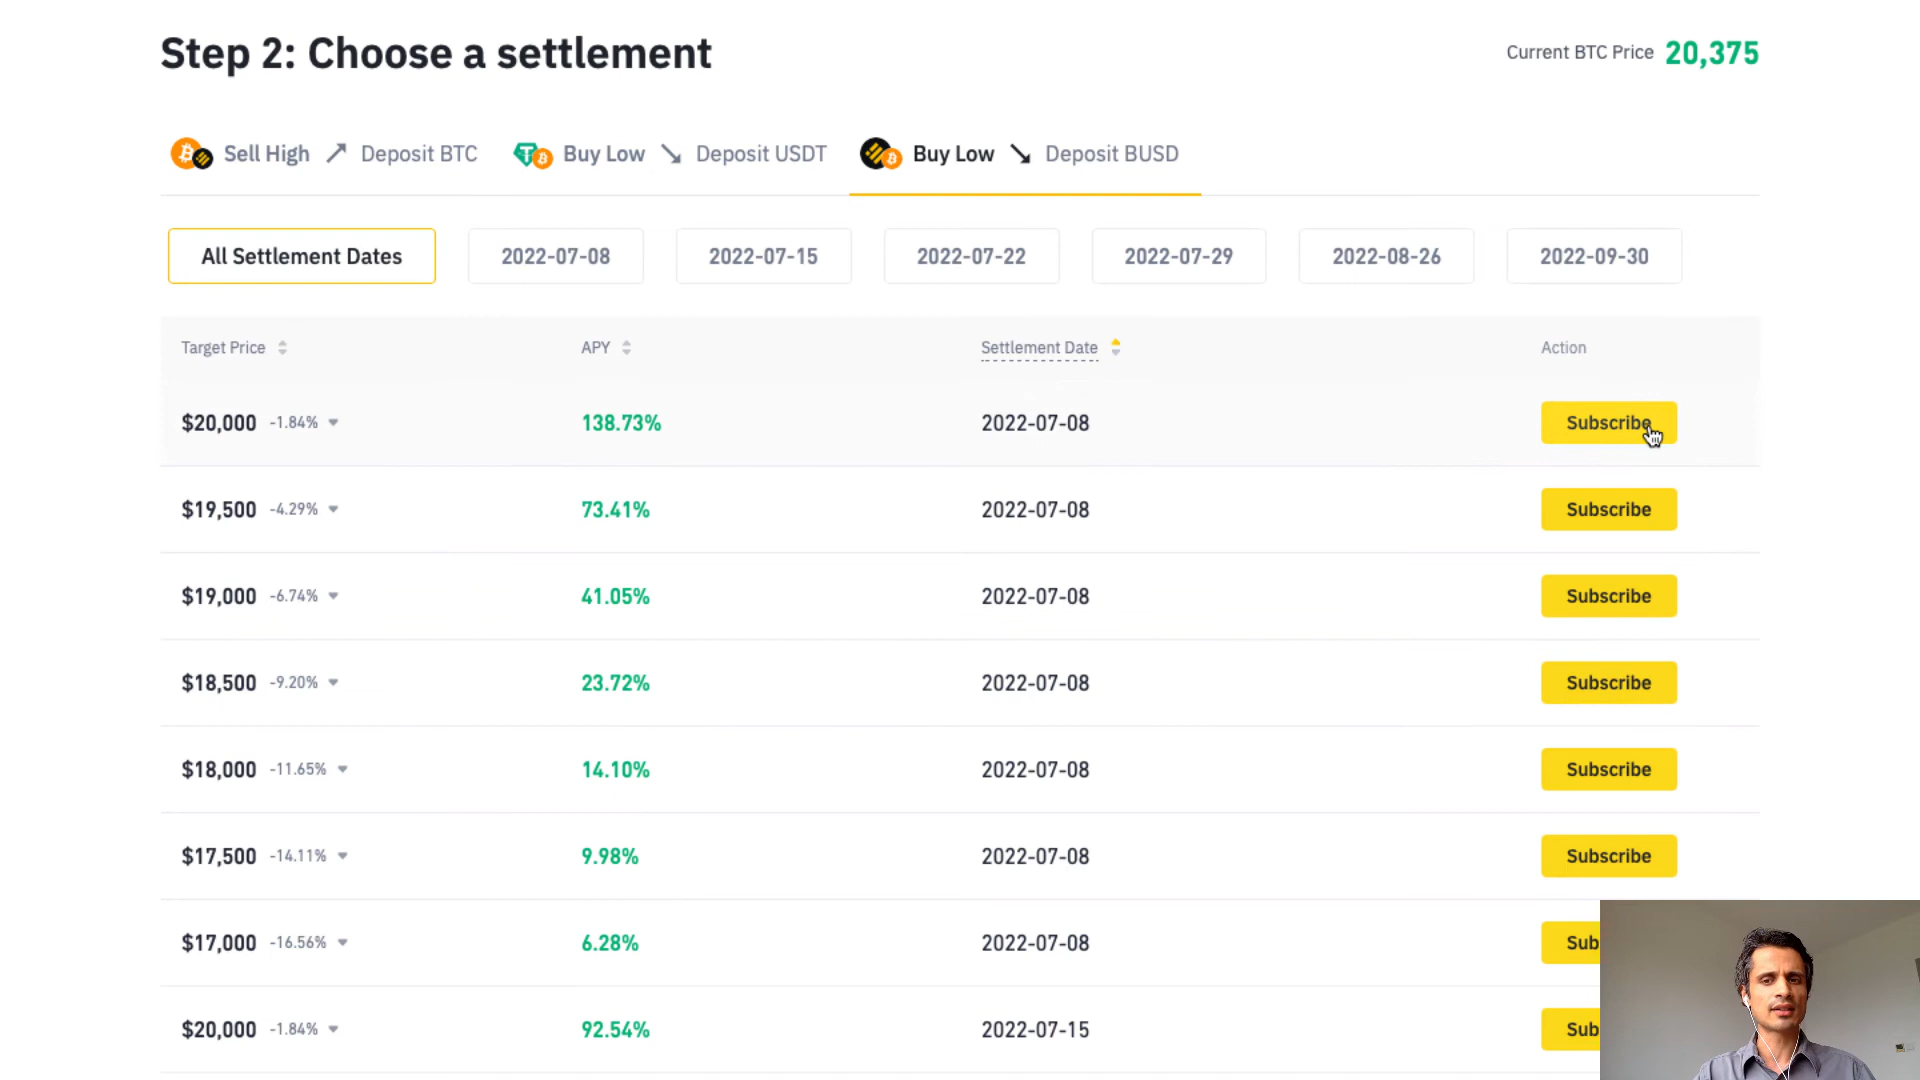 Step 2: Choose a settlement
Current BTC Price 20,375
Sell High Deposit BTC Buy Low Deposit USDT Buy Low Deposit BUSD
All Settlement Dates 2022-07-08 2022-07-15 2022-07-22 2022-07-29 2022-08-26 2022-09-30
Target Price APY Settlement Date Action
$20,000 -1.84% 138.73% 2022-07-08 Subscribe
$19,500 -4.29% 73.41% 2022-07-08 Subscribe
$19,000 -6.74% 41.05% 2022-07-08 Subscribe
$18,500 -9.20% 23.72% 2022-07-08 Subscribe
$18,000 -11.65% 14.10% 2022-07-08 Subscribe
$17,500 -14.11% 9.98% 2022-07-08 Subscribe
$17,000 -16.56% 6.28% 2022-07-08 Sub
$20,000 -1.84% 92.54% 2022-07-15 Sub